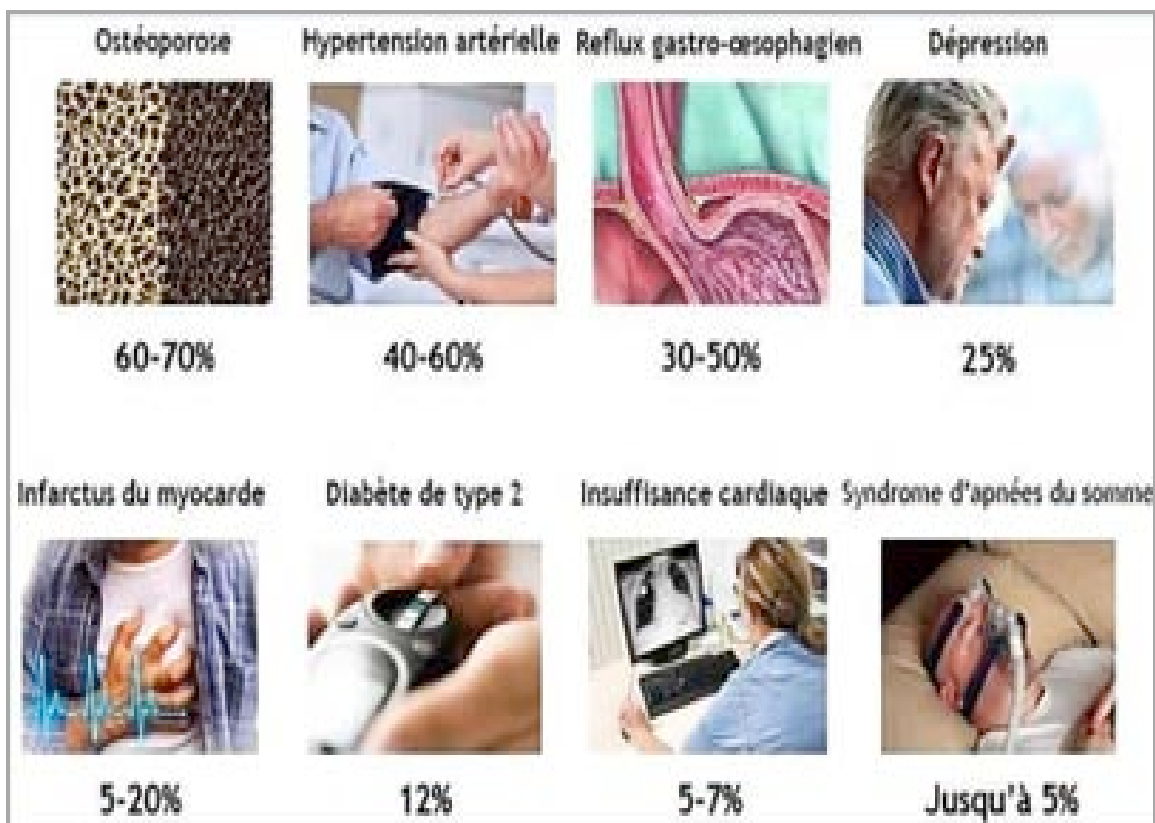 Ostéoporose
Hypertension artérielle
Reflux gastro-œsophagien
Dépression
60-70%
40-60%
30-50%
25%
Infarctus du myocarde
Diabète de type 2
Insuffisance cardiaque
Syndrome d'apnées du somme
5-20%
12%
5-7%
Jusqu'à 5%